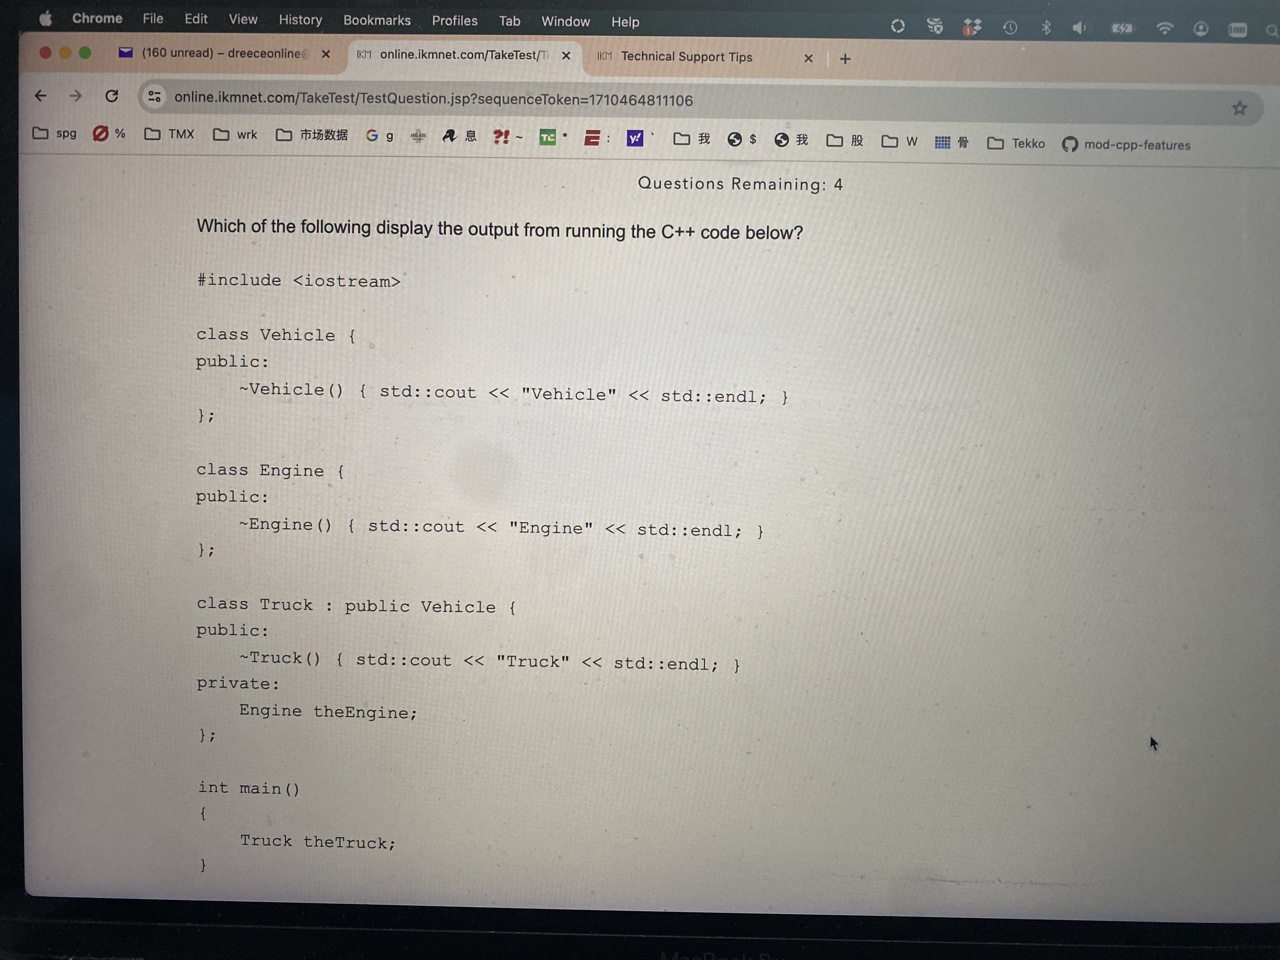 Chrome File Edit View History Bookmarks Profiles Tab Window Help
(160 unread) – dreeceonline IKM online.ikmnet.com/TakeTest/T IKM Technical Support Tips
online.ikmnet.com/TakeTest/TestQuestion.jsp?sequenceToken=1710464811106
spg % TMX wrk 市场数据 G g 息 ?! ~ TC • E : y! ` 我 $ 我 股 W 骨 Tekko mod-cpp-features
Questions Remaining: 4
Which of the following display the output from running the C++ code below?
#include <iostream>
class Vehicle {
public:
~Vehicle() { std::cout << "Vehicle" << std::endl; }
};
class Engine {
public:
~Engine() { std::cout << "Engine" << std::endl; }
};
class Truck : public Vehicle {
public:
~Truck() { std::cout << "Truck" << std::endl; }
private:
Engine theEngine;
};
int main()
{
Truck theTruck;
}